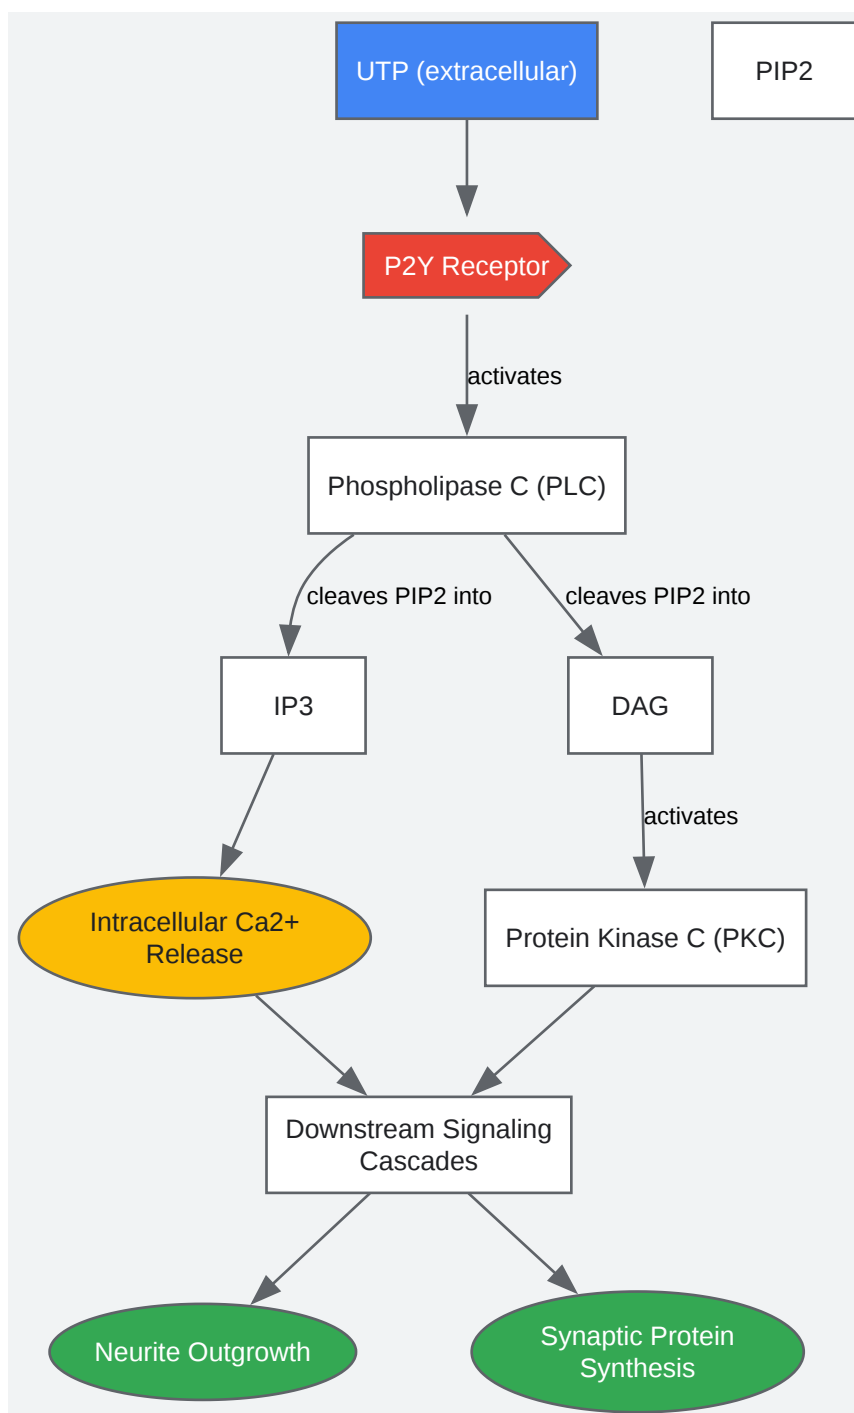 UTP (extracellular)
PIP2
P2Y Receptor
activates
Phospholipase C (PLC)
cleaves PIP2 into
cleaves PIP2 into
IP3
DAG
activates
Intracellular Ca2+
Release
Protein Kinase C (PKC)
Downstream Signaling
Cascades
Neurite Outgrowth
Synaptic Protein
Synthesis